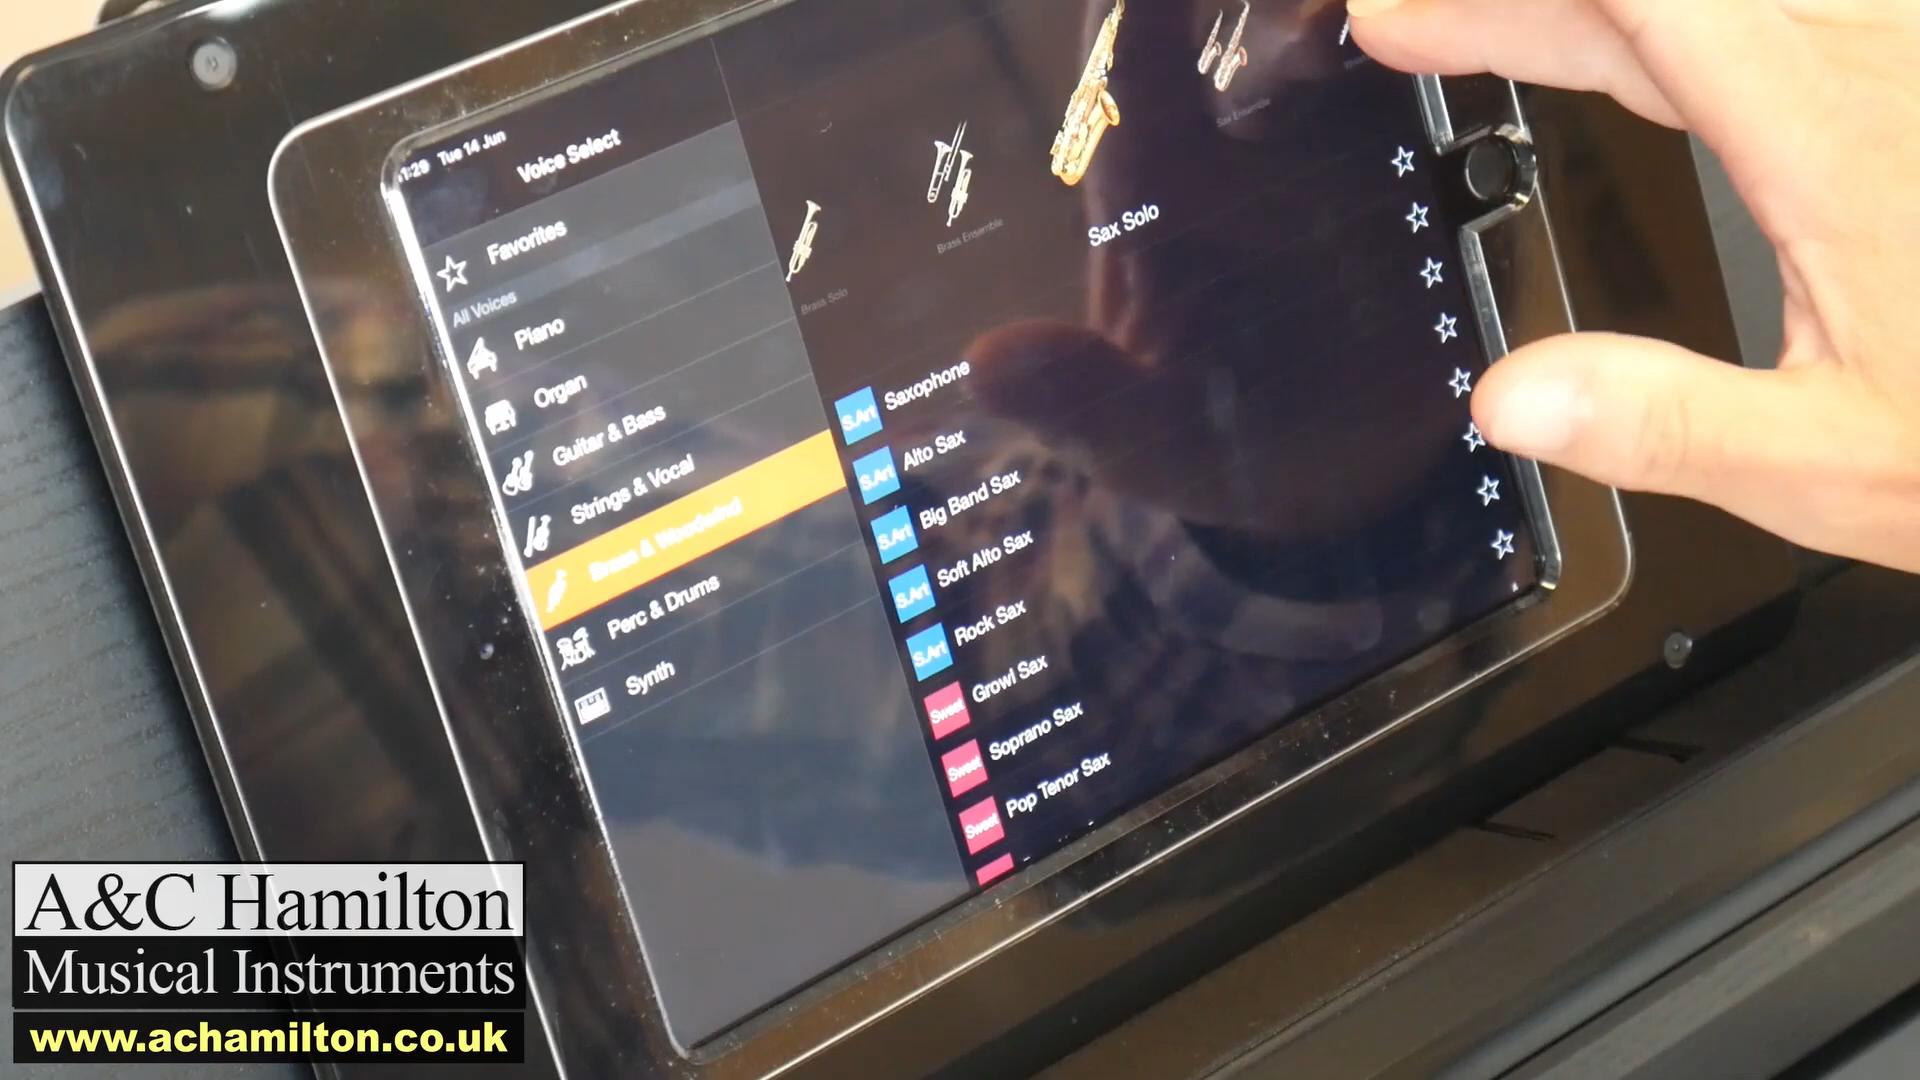 1:29 Tue 14 Jun
Voice Select
Favorites
All Voices
Piano
Organ
Guitar & Bass
Strings & Vocal
Brass & Woodwind
Perc & Drums
Synth
Brass Solo
Brass Ensemble
Sax Solo
Sax Ensemble
S.Art Saxophone
S.Art Alto Sax
S.Art Big Band Sax
S.Art Soft Alto Sax
S.Art Rock Sax
Sweet Growl Sax
Sweet Soprano Sax
Sweet Pop Tenor Sax
A&C Hamilton
Musical Instruments
www.achamilton.co.uk